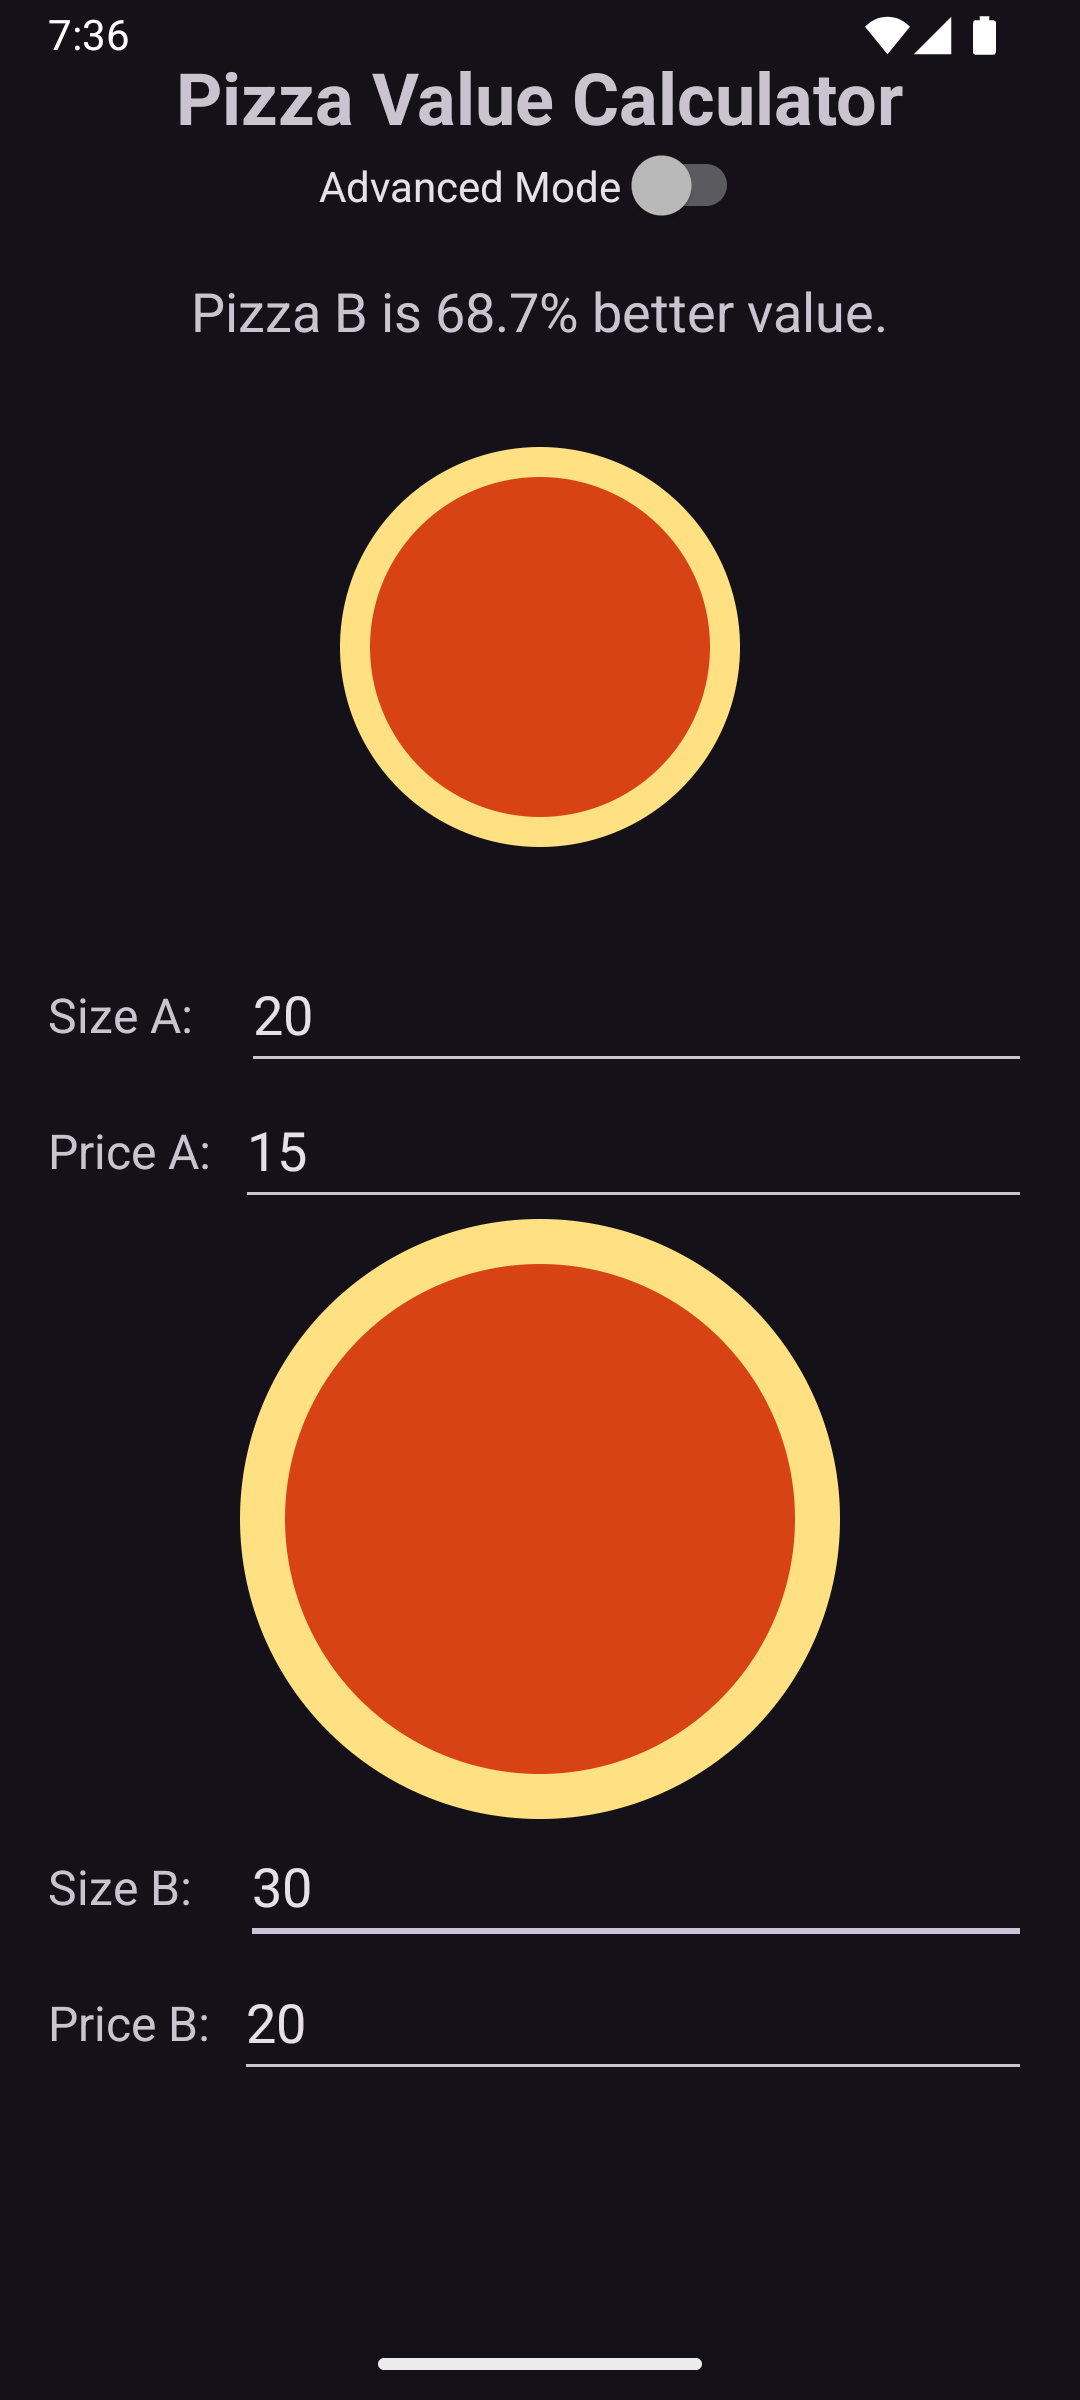 7:36
Pizza Value Calculator
Advanced Mode
Pizza B is 68.7% better value.
Size A: 20
Price A: 15
Size B: 30
Price B: 20